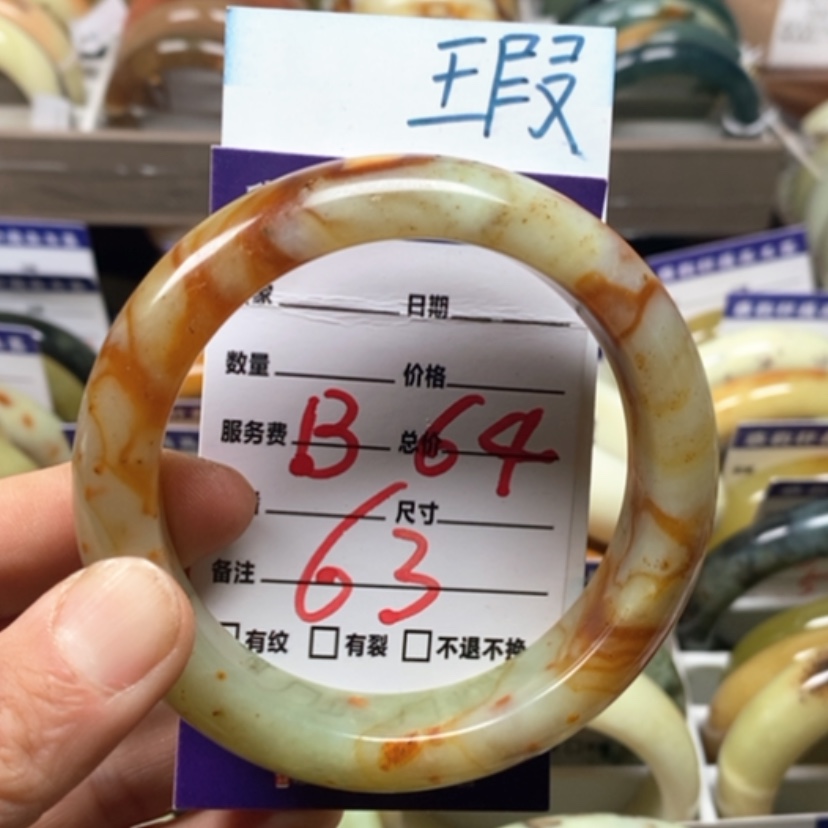 瑕
日期
数量 价格
服务费 B 总价 64
尺寸
63
备注
有纹 有裂 不退不换